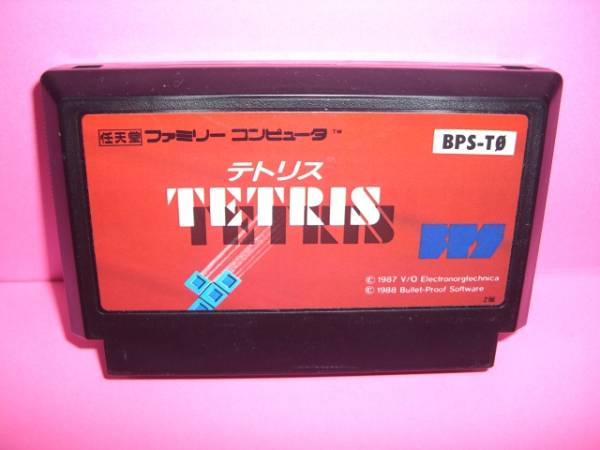 任天堂 ファミリー コンピュータ™
BPS-TØ
テトリス
TETRIS
BPS
© 1987 V/O Electronorgtechnica
© 1988 Bullet-Proof Software